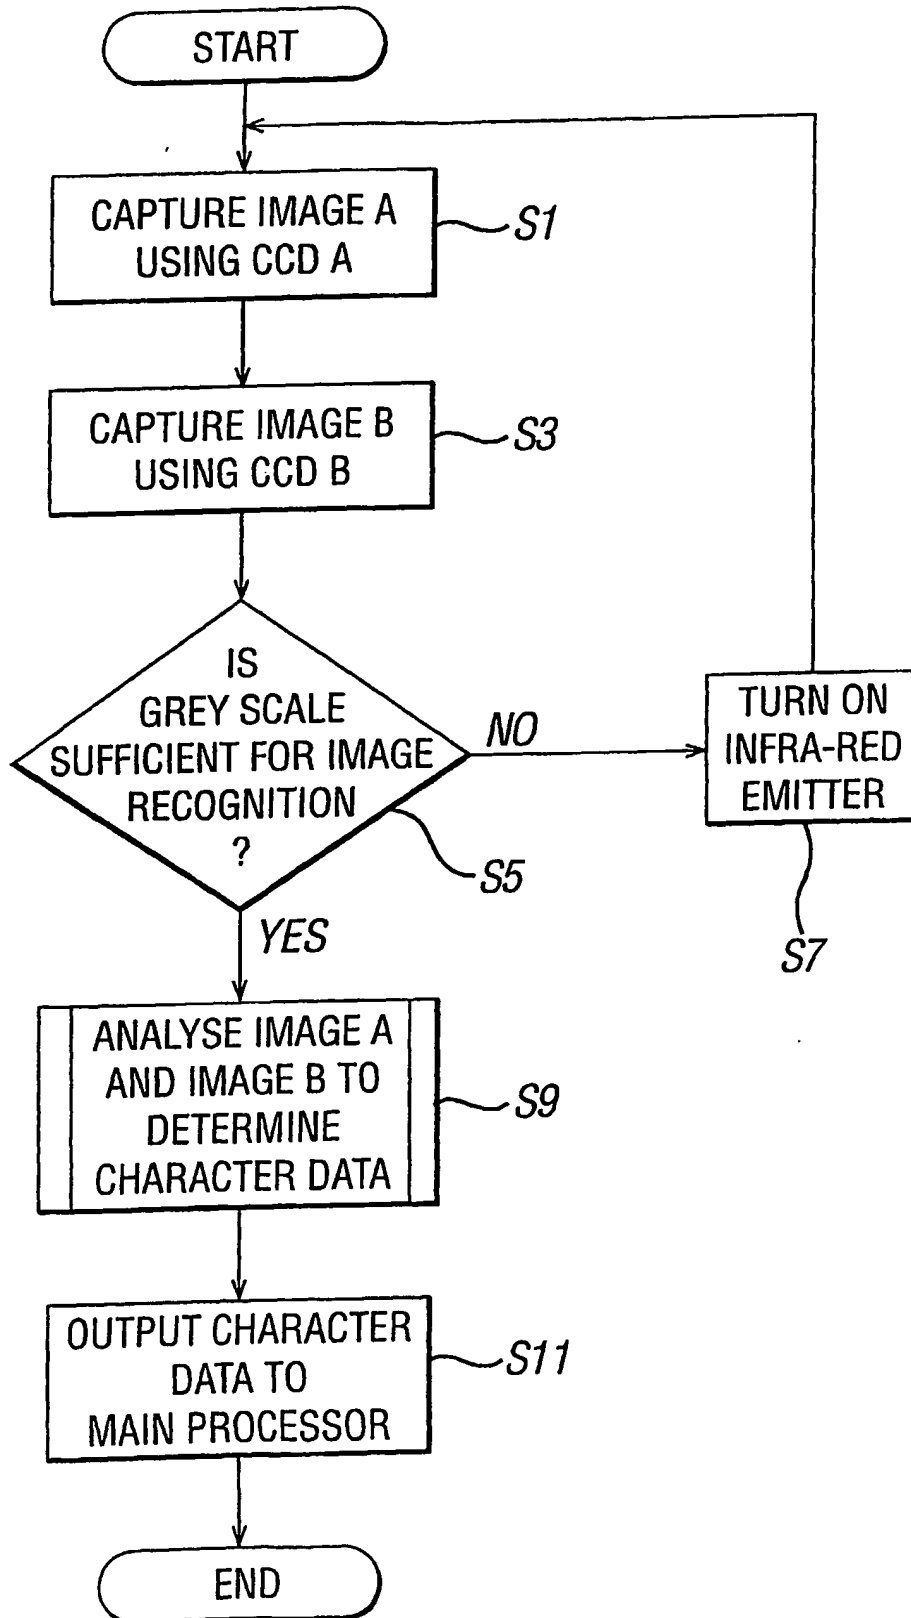 START
CAPTURE IMAGE A
USING CCD A
S1
CAPTURE IMAGE B
USING CCD B
S3
IS
GREY SCALE
SUFFICIENT FOR IMAGE
RECOGNITION
?
S5
NO
TURN ON
INFRA-RED
EMITTER
S7
YES
ANALYSE IMAGE A
AND IMAGE B TO
DETERMINE
CHARACTER DATA
S9
OUTPUT CHARACTER
DATA TO
MAIN PROCESSOR
S11
END